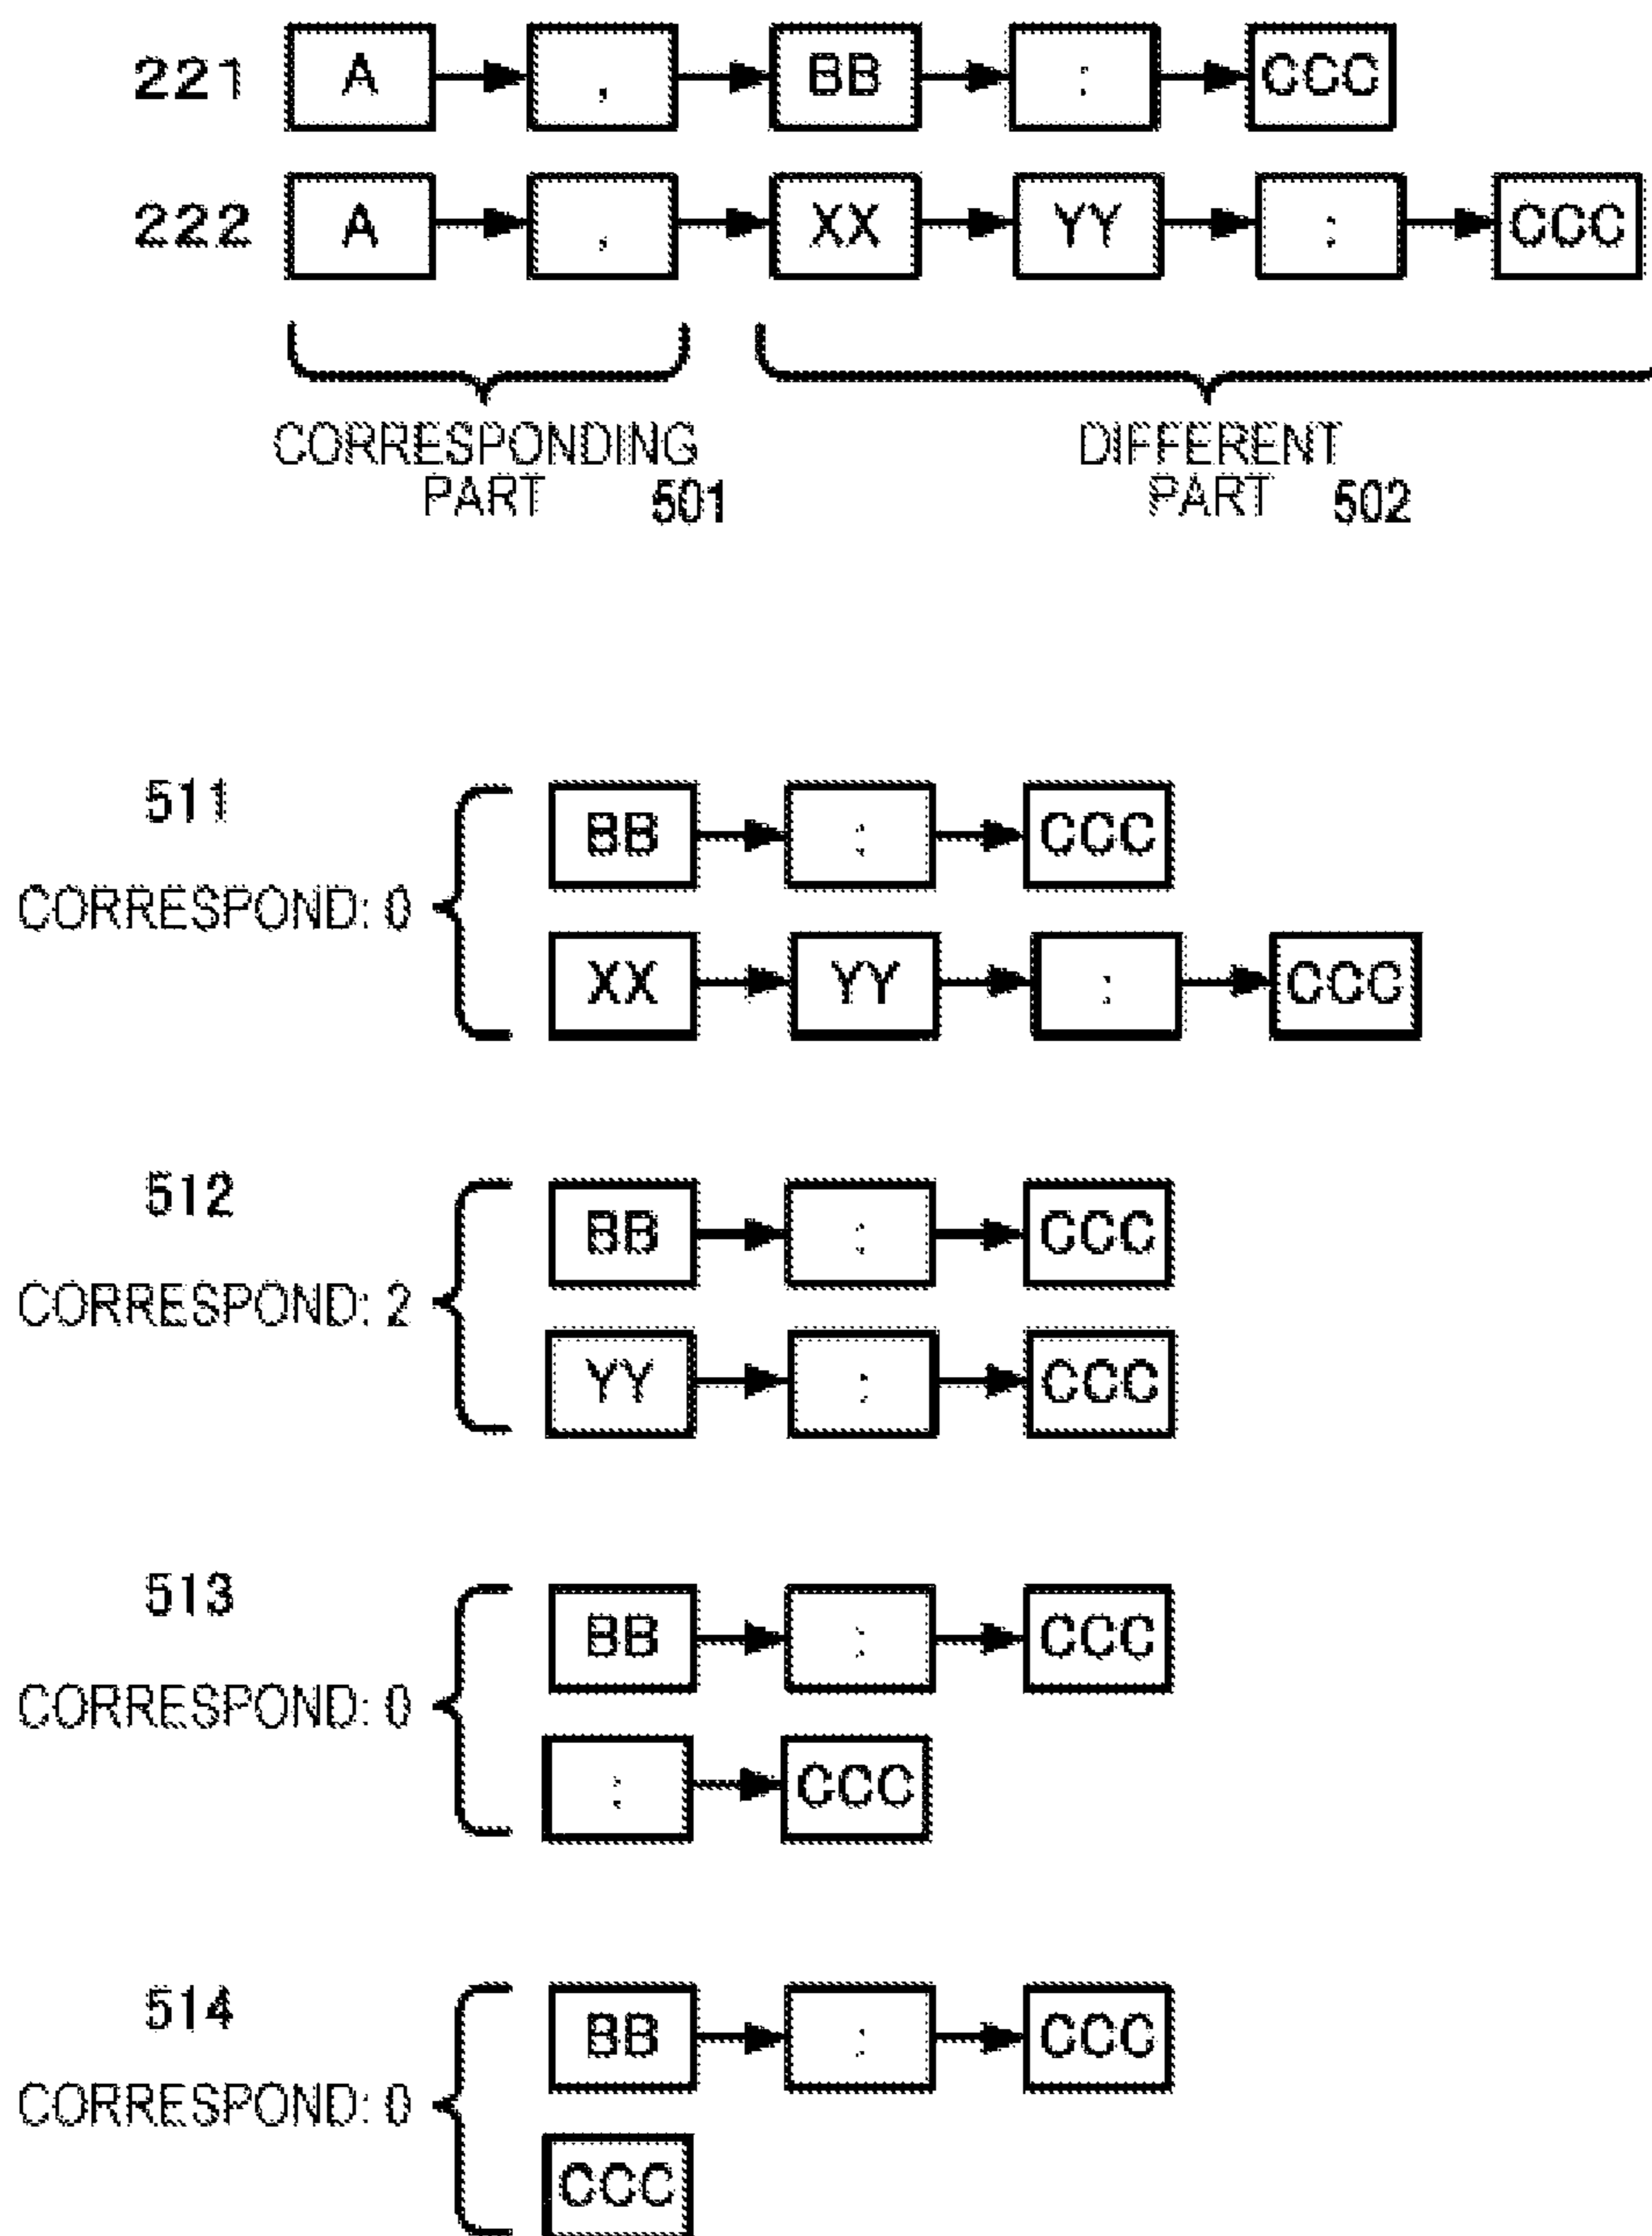 221 A , BB : CCC
222 A , XX YY : CCC
CORRESPONDING DIFFERENT
PART 501 PART 502
511 BB : CCC
CORRESPOND: 0
XX YY : CCC
512 BB : CCC
CORRESPOND: 2
YY : CCC
513 BB : CCC
CORRESPOND: 0
: CCC
514 BB : CCC
CORRESPOND: 0
CCC